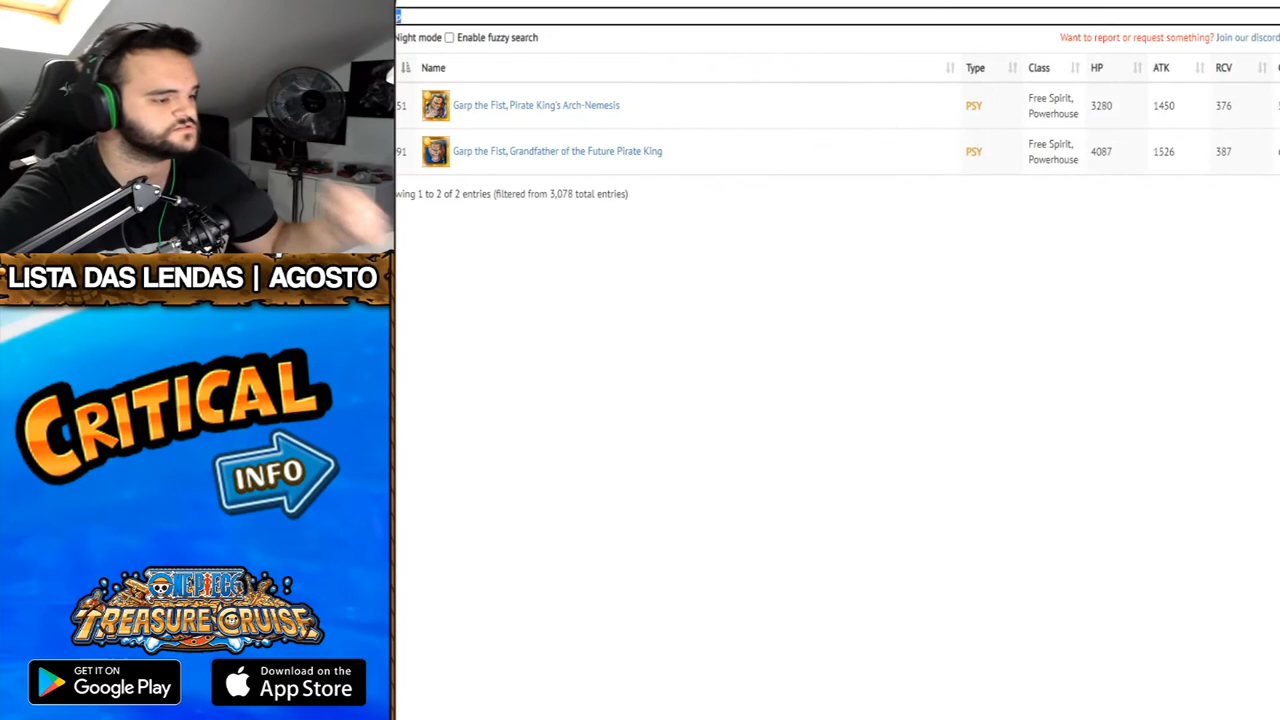 Night mode Enable fuzzy search Want to report or request something? Join our discord
Name Type Class HP ATK RCV
51 Garp the Fist, Pirate King's Arch-Nemesis PSY Free Spirit, Powerhouse 3280 1450 376
91 Garp the Fist, Grandfather of the Future Pirate King PSY Free Spirit, Powerhouse 4087 1526 387
wing 1 to 2 of 2 entries (filtered from 3,078 total entries)
LISTA DAS LENDAS | AGOSTO
CRITICAL
INFO
ONE PIECE
TREASURE CRUISE
GET IT ON
Google Play
Download on the
App Store